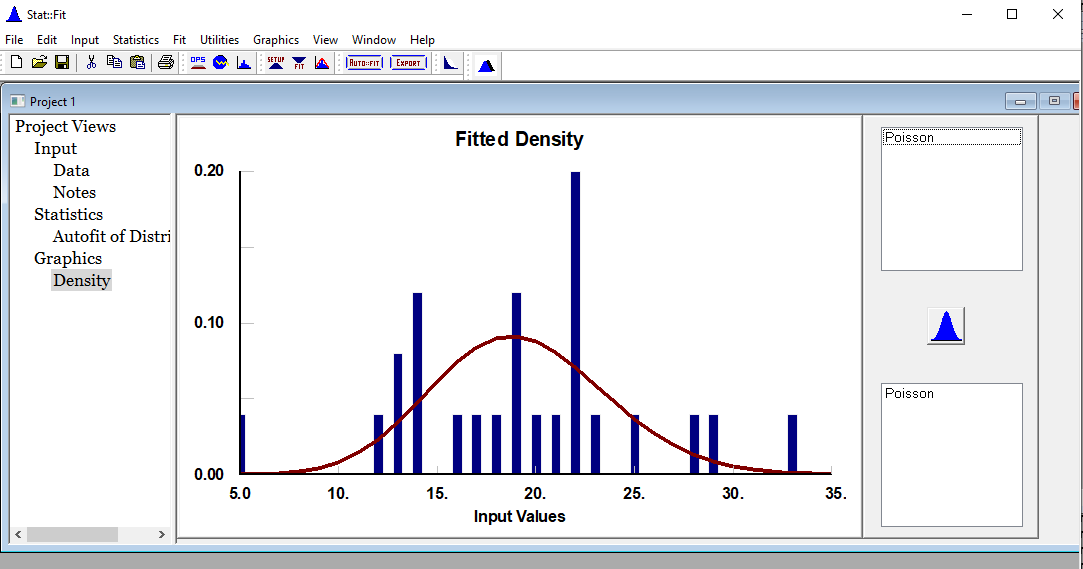 Stat::Fit
File Edit Input Statistics Fit Utilities Graphics View Window Help
OPS SETUP FIT AUTO::FIT EXPORT
Project 1
Project Views
Input
Data
Notes
Statistics
Autofit of Distri
Graphics
Density
Fitted Density
0.20
0.10
0.00
5.0 10. 15. 20. 25. 30. 35.
Input Values
Poisson
Poisson